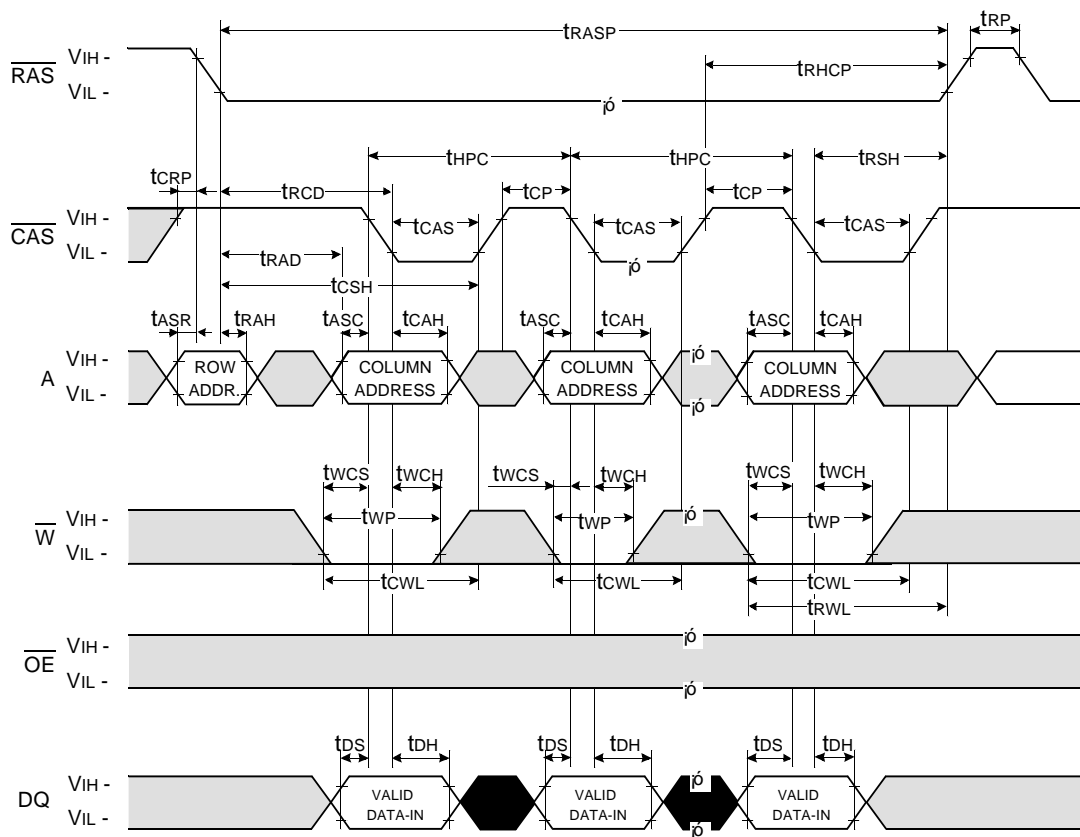 tRASP
tRP
VIH -
RAS
tRHCP
VIL -
¡ó
tHPC
tHPC
tRSH
tCRP
tRCD
tCP
tCP
VIH -
CAS
tCAS
tCAS
tCAS
VIL -
tRAD
¡ó
tCSH
tASR
tRAH
tASC
tCAH
tASC
tCAH
tASC
tCAH
VIH -
A
VIL -
ROW
ADDR.
COLUMN
ADDRESS
COLUMN
ADDRESS
¡ó
¡ó
COLUMN
ADDRESS
tWCS
tWCH
tWCS
tWCH
tWCS
tWCH
VIH -
W
VIL -
tWP
tWP
¡ó
tWP
tCWL
tCWL
¡ó
tCWL
tRWL
VIH -
OE
VIL -
¡ó
¡ó
tDS
tDH
tDS
tDH
tDS
tDH
VIH -
DQ
VIL -
VALID
DATA-IN
VALID
DATA-IN
¡ó
¡ó
VALID
DATA-IN